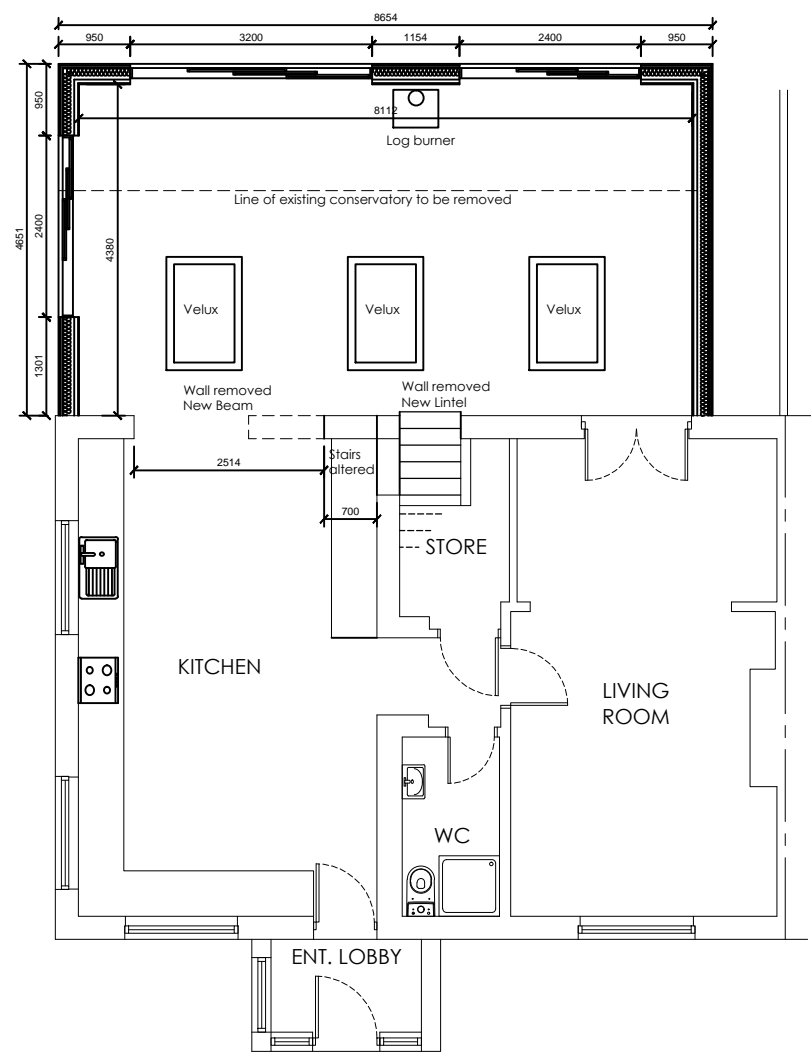 8654
950
3200
1154
2400
950
8112
Log burner
950
2400
4651
1301
4380
Line of existing conservatory to be removed
Velux
Velux
Velux
Wall removed
New Beam
Wall removed
New Lintel
2514
Stairs
altered
700
STORE
KITCHEN
LIVING
ROOM
WC
ENT. LOBBY